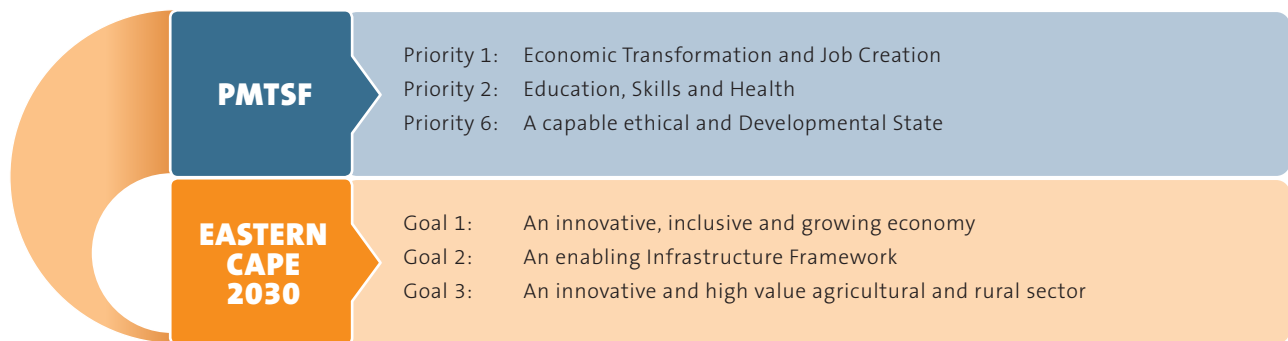 PMTSF
Priority 1: Economic Transformation and Job Creation
Priority 2: Education, Skills and Health
Priority 6: A capable ethical and Developmental State
EASTERN
CAPE
2030
Goal 1: An innovative, inclusive and growing economy
Goal 2: An enabling Infrastructure Framework
Goal 3: An innovative and high value agricultural and rural sector